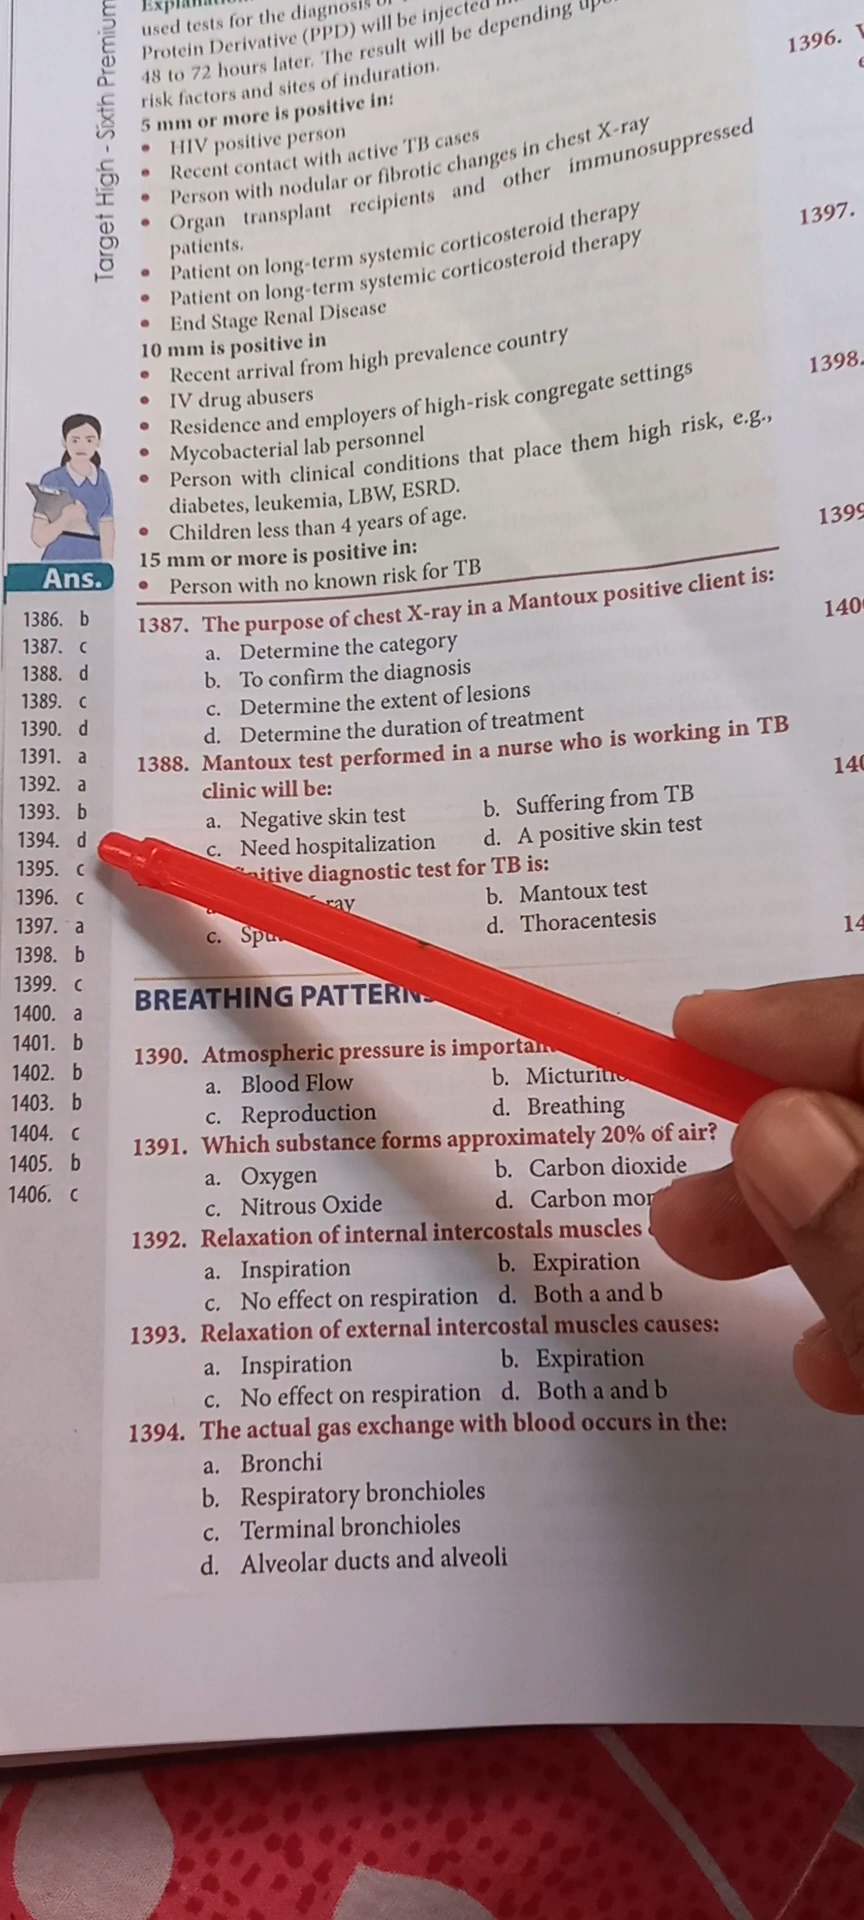 Target High - Sixth Premium
used tests for the diagnosis
Protein Derivative (PPD) will be injected
48 to 72 hours later. The result will be depending
risk factors and sites of induration.
5 mm or more is positive in:
• HIV positive person
• Recent contact with active TB cases
• Person with nodular or fibrotic changes in chest X-ray
• Organ transplant recipients and other immunosuppressed
patients.
• Patient on long-term systemic corticosteroid therapy
• Patient on long-term systemic corticosteroid therapy
• End Stage Renal Disease
10 mm is positive in
• Recent arrival from high prevalence country
• IV drug abusers
• Residence and employers of high-risk congregate settings
• Mycobacterial lab personnel
• Person with clinical conditions that place them high risk, e.g.,
diabetes, leukemia, LBW, ESRD.
• Children less than 4 years of age.
15 mm or more is positive in:
• Person with no known risk for TB
1387. The purpose of chest X-ray in a Mantoux positive client is:
a. Determine the category
b. To confirm the diagnosis
c. Determine the extent of lesions
d. Determine the duration of treatment
1388. Mantoux test performed in a nurse who is working in TB
clinic will be:
a. Negative skin test b. Suffering from TB
c. Need hospitalization d. A positive skin test
diagnostic test for TB is:
b. Mantoux test
c. d. Thoracentesis
BREATHING
1390. Atmospheric pressure is
a. Blood Flow b.
c. Reproduction d. Breathing
1391. Which substance forms approximately 20% of air?
a. Oxygen b. Carbon dioxide
c. Nitrous Oxide d. Carbon
1392. Relaxation of internal intercostals muscles
a. Inspiration b. Expiration
c. No effect on respiration d. Both a and b
1393. Relaxation of external intercostal muscles causes:
a. Inspiration b. Expiration
c. No effect on respiration d. Both a and b
1394. The actual gas exchange with blood occurs in the:
a. Bronchi
b. Respiratory bronchioles
c. Terminal bronchioles
d. Alveolar ducts and alveoli
Ans.
1386. b
1387. c
1388. d
1389. c
1390. d
1391. a
1392. a
1393. b
1394. d
1395. c
1396. c
1397. a
1398. b
1399. c
1400. a
1401. b
1402. b
1403. b
1404. c
1405. b
1406. c
1396.
1397.
1398.
1399